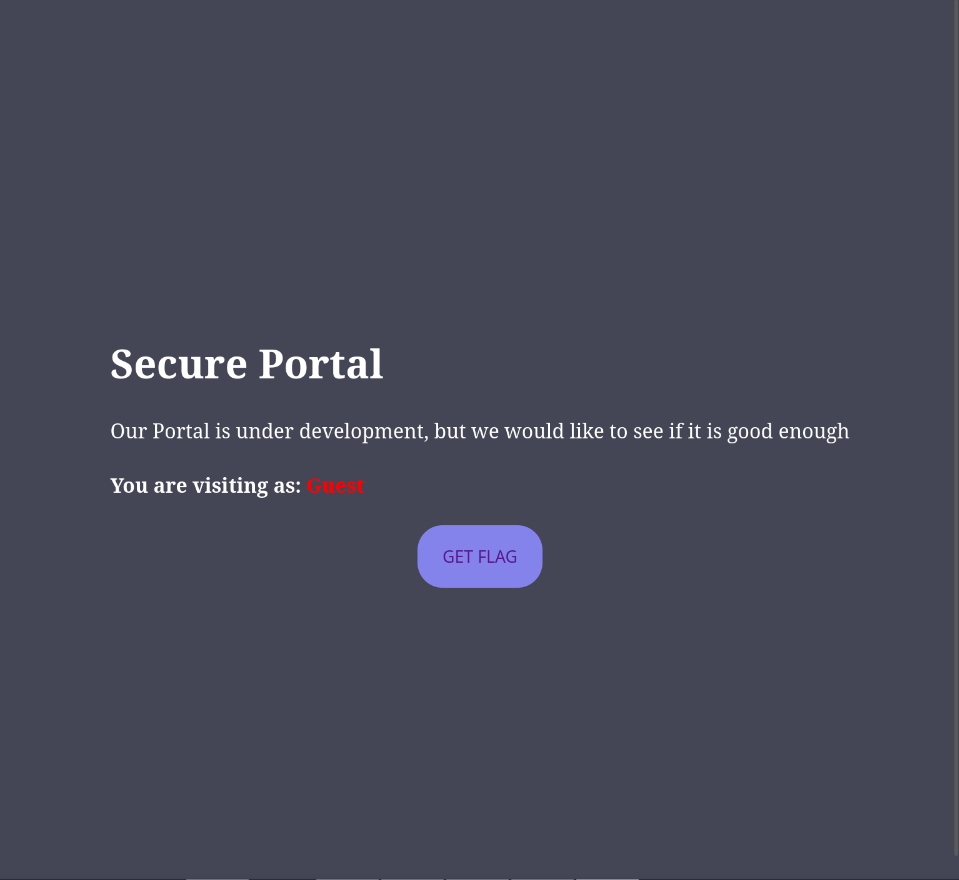 Secure Portal
Our Portal is under development, but we would like to see if it is good enough
You are visiting as: Guest
GET FLAG